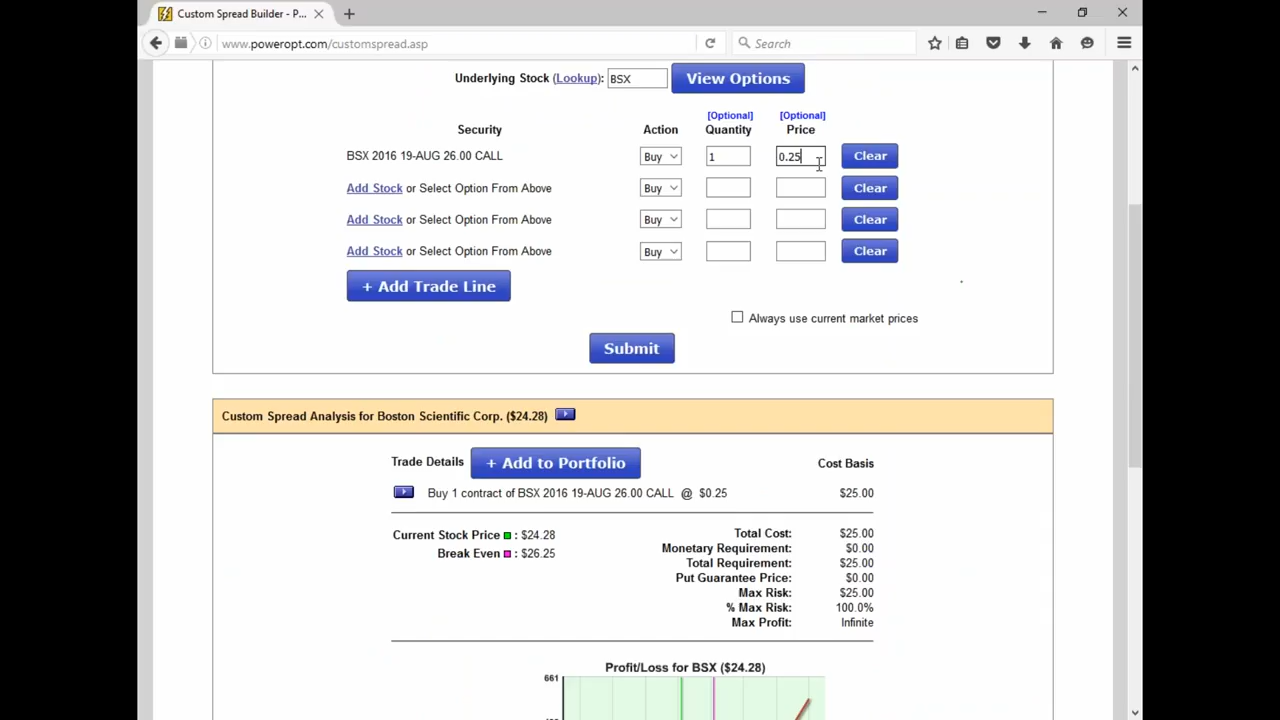 Custom Spread Builder - P...
www.poweropt.com/customspread.asp
Search
Underlying Stock (Lookup): BSX View Options
[Optional] [Optional]
Security Action Quantity Price
BSX 2016 19-AUG 26.00 CALL Buy 1 0.25 Clear
Add Stock or Select Option From Above Buy Clear
Add Stock or Select Option From Above Buy Clear
Add Stock or Select Option From Above Buy Clear
+ Add Trade Line
Always use current market prices
Submit
Custom Spread Analysis for Boston Scientific Corp. ($24.28)
Trade Details + Add to Portfolio Cost Basis
Buy 1 contract of BSX 2016 19-AUG 26.00 CALL @ $0.25 $25.00
Current Stock Price : $24.28 Total Cost: $25.00
Break Even : $26.25 Monetary Requirement: $0.00
Total Requirement: $25.00
Put Guarantee Price: $0.00
Max Risk: $25.00
% Max Risk: 100.0%
Max Profit: Infinite
Profit/Loss for BSX ($24.28)
661